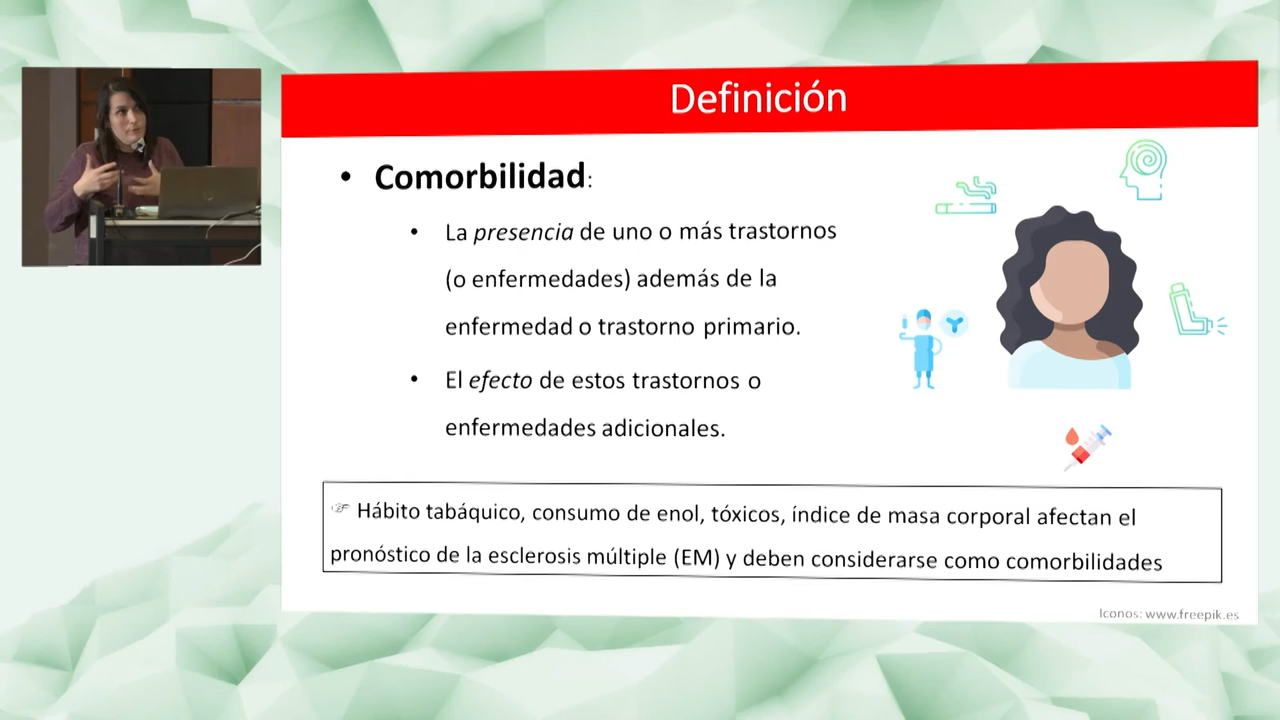 Definición
• Comorbilidad:
• La presencia de uno o más trastornos
(o enfermedades) además de la
enfermedad o trastorno primario.
• El efecto de estos trastornos o
enfermedades adicionales.
☞ Hábito tabáquico, consumo de enol, tóxicos, índice de masa corporal afectan el
pronóstico de la esclerosis múltiple (EM) y deben considerarse como comorbilidades
Iconos: www.freepik.es